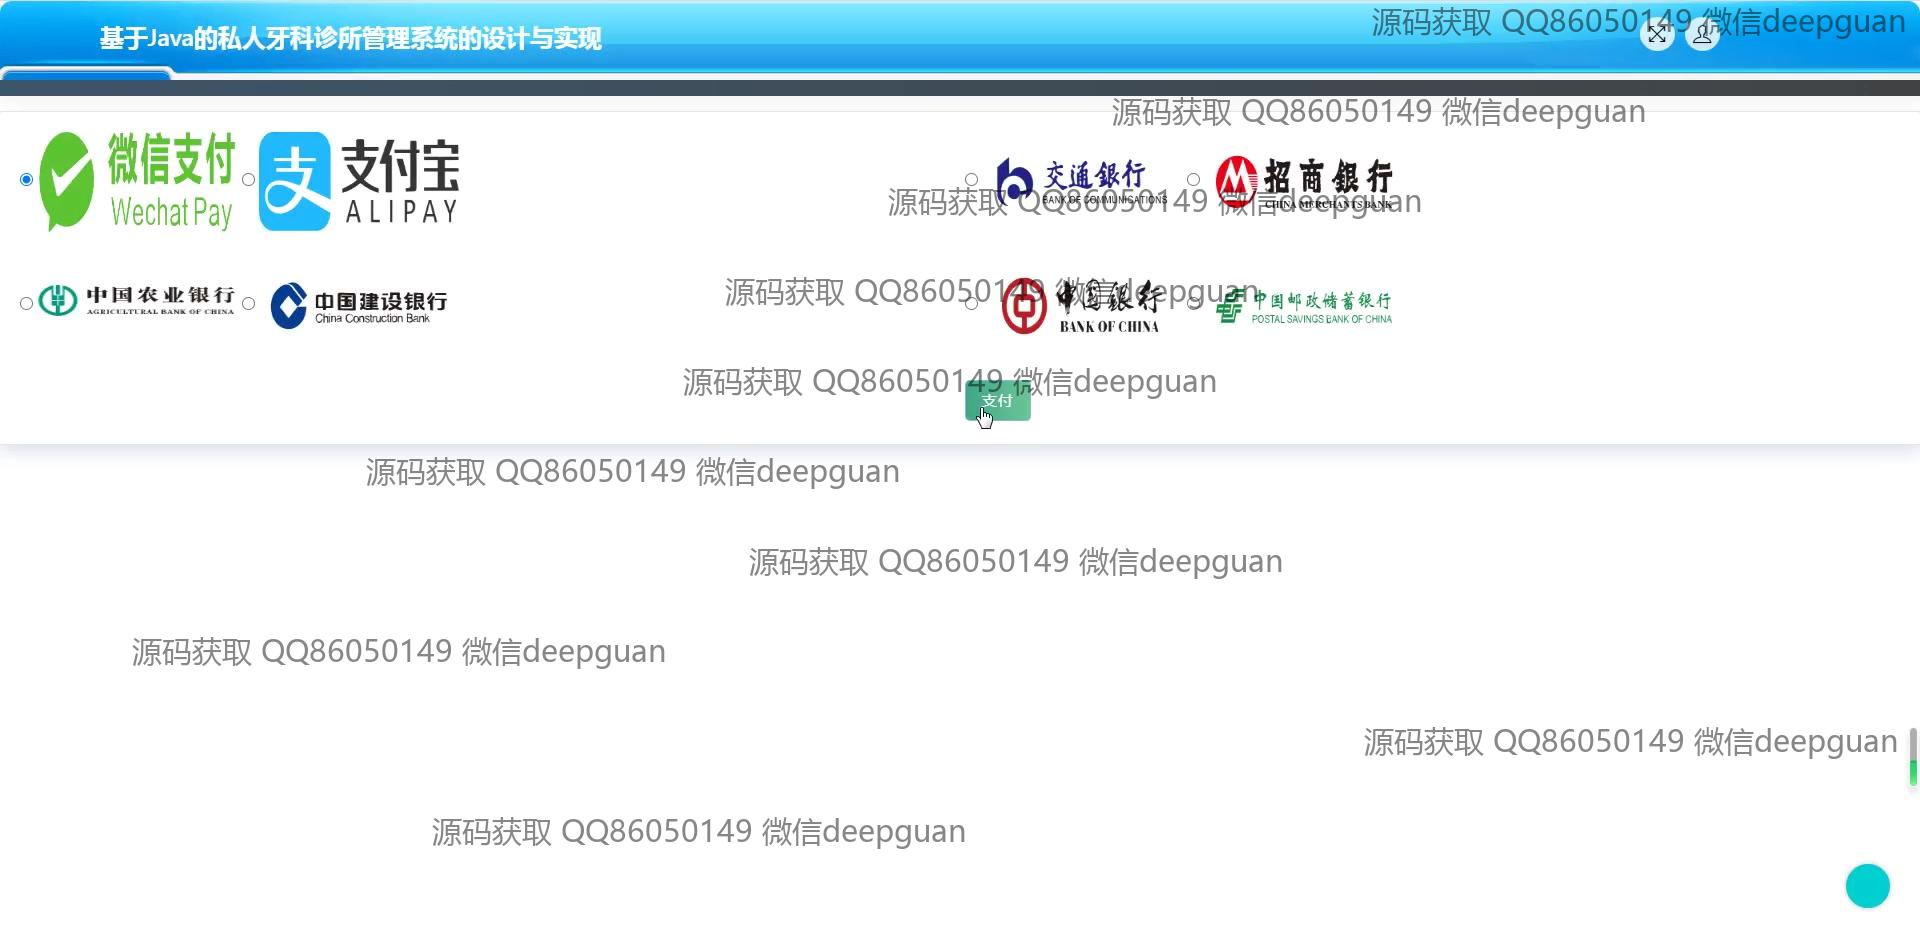 源码获取 QQ86050149 微信deepguan
基于Java的私人牙科诊所管理系统的设计与实现
源码获取 QQ86050149 微信deepguan
微信支付
Wechat Pay
支
支付宝
ALIPAY
交通銀行
BANK OF COMMUNICATIONS
招商银行
CHINA MERCHANTS BANK
源码获取 QQ86050149 微信deepguan
中国农业银行
AGRICULTURAL BANK OF CHINA
中国建设银行
China Construction Bank
源码获取 QQ86050149 微信deepguan
中国银行
BANK OF CHINA
中国邮政储蓄银行
POSTAL SAVINGS BANK OF CHINA
源码获取 QQ86050149 微信deepguan
支付
源码获取 QQ86050149 微信deepguan
源码获取 QQ86050149 微信deepguan
源码获取 QQ86050149 微信deepguan
源码获取 QQ86050149 微信deepguan
源码获取 QQ86050149 微信deepguan